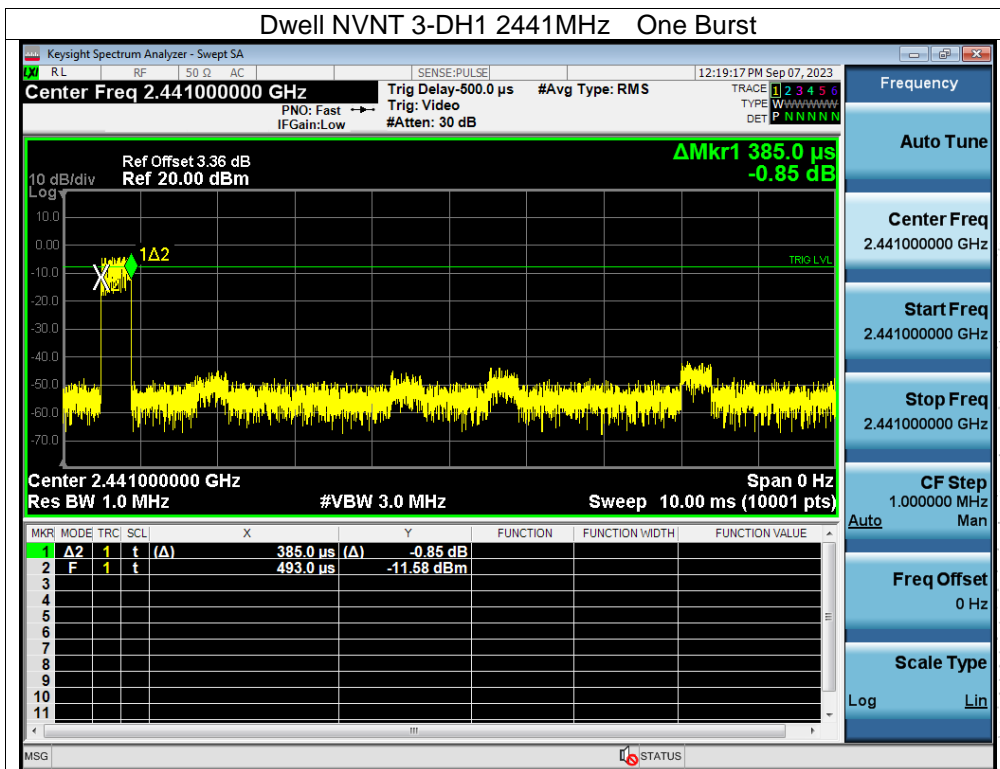 Dwell NVNT 3-DH1 2441MHz One Burst
Keysight Spectrum Analyzer - Swept SA
LXI RL RF 50 Ω AC SENSE:PULSE 12:19:17 PM Sep 07, 2023
Center Freq 2.441000000 GHz Trig Delay-500.0 µs #Avg Type: RMS TRACE 1 2 3 4 5 6
PNO: Fast Trig: Video TYPE WWWWWWW
IFGain:Low #Atten: 30 dB DET P N N N N N
ΔMkr1 385.0 µs
-0.85 dB
Ref Offset 3.36 dB
10 dB/div Ref 20.00 dBm
Log
10.0
0.00
1Δ2
TRIG LVL
-10.0
-20.0
-30.0
-40.0
-50.0
-60.0
-70.0
Center 2.441000000 GHz Span 0 Hz
Res BW 1.0 MHz #VBW 3.0 MHz Sweep 10.00 ms (10001 pts)
MKR MODE TRC SCL X Y FUNCTION FUNCTION WIDTH FUNCTION VALUE
1 Δ2 1 t (Δ) 385.0 µs (Δ) -0.85 dB
2 F 1 t 493.0 µs -11.58 dBm
3
4
5
6
7
8
9
10
11
MSG STATUS
Frequency
Auto Tune
Center Freq
2.441000000 GHz
Start Freq
2.441000000 GHz
Stop Freq
2.441000000 GHz
CF Step
1.000000 MHz
Auto Man
Freq Offset
0 Hz
Scale Type
Log Lin